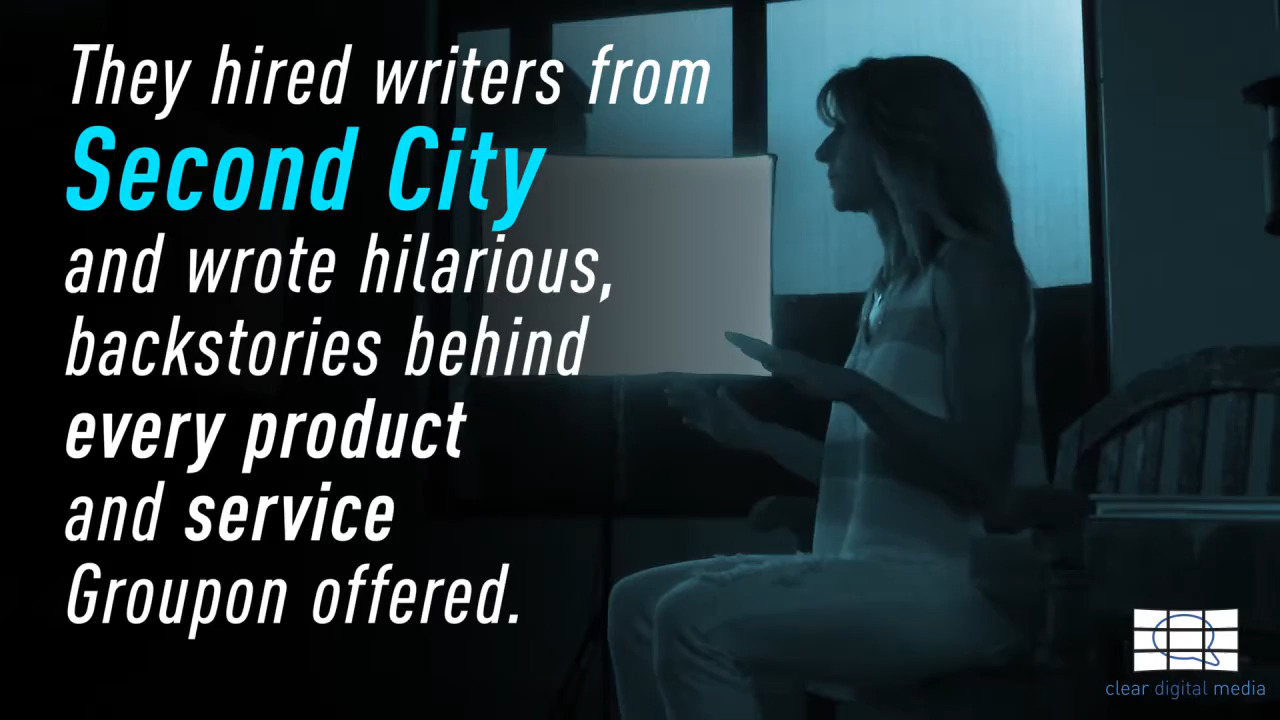 They hired writers from
Second City
and wrote hilarious,
backstories behind
every product
and service
Groupon offered.
clear digital media